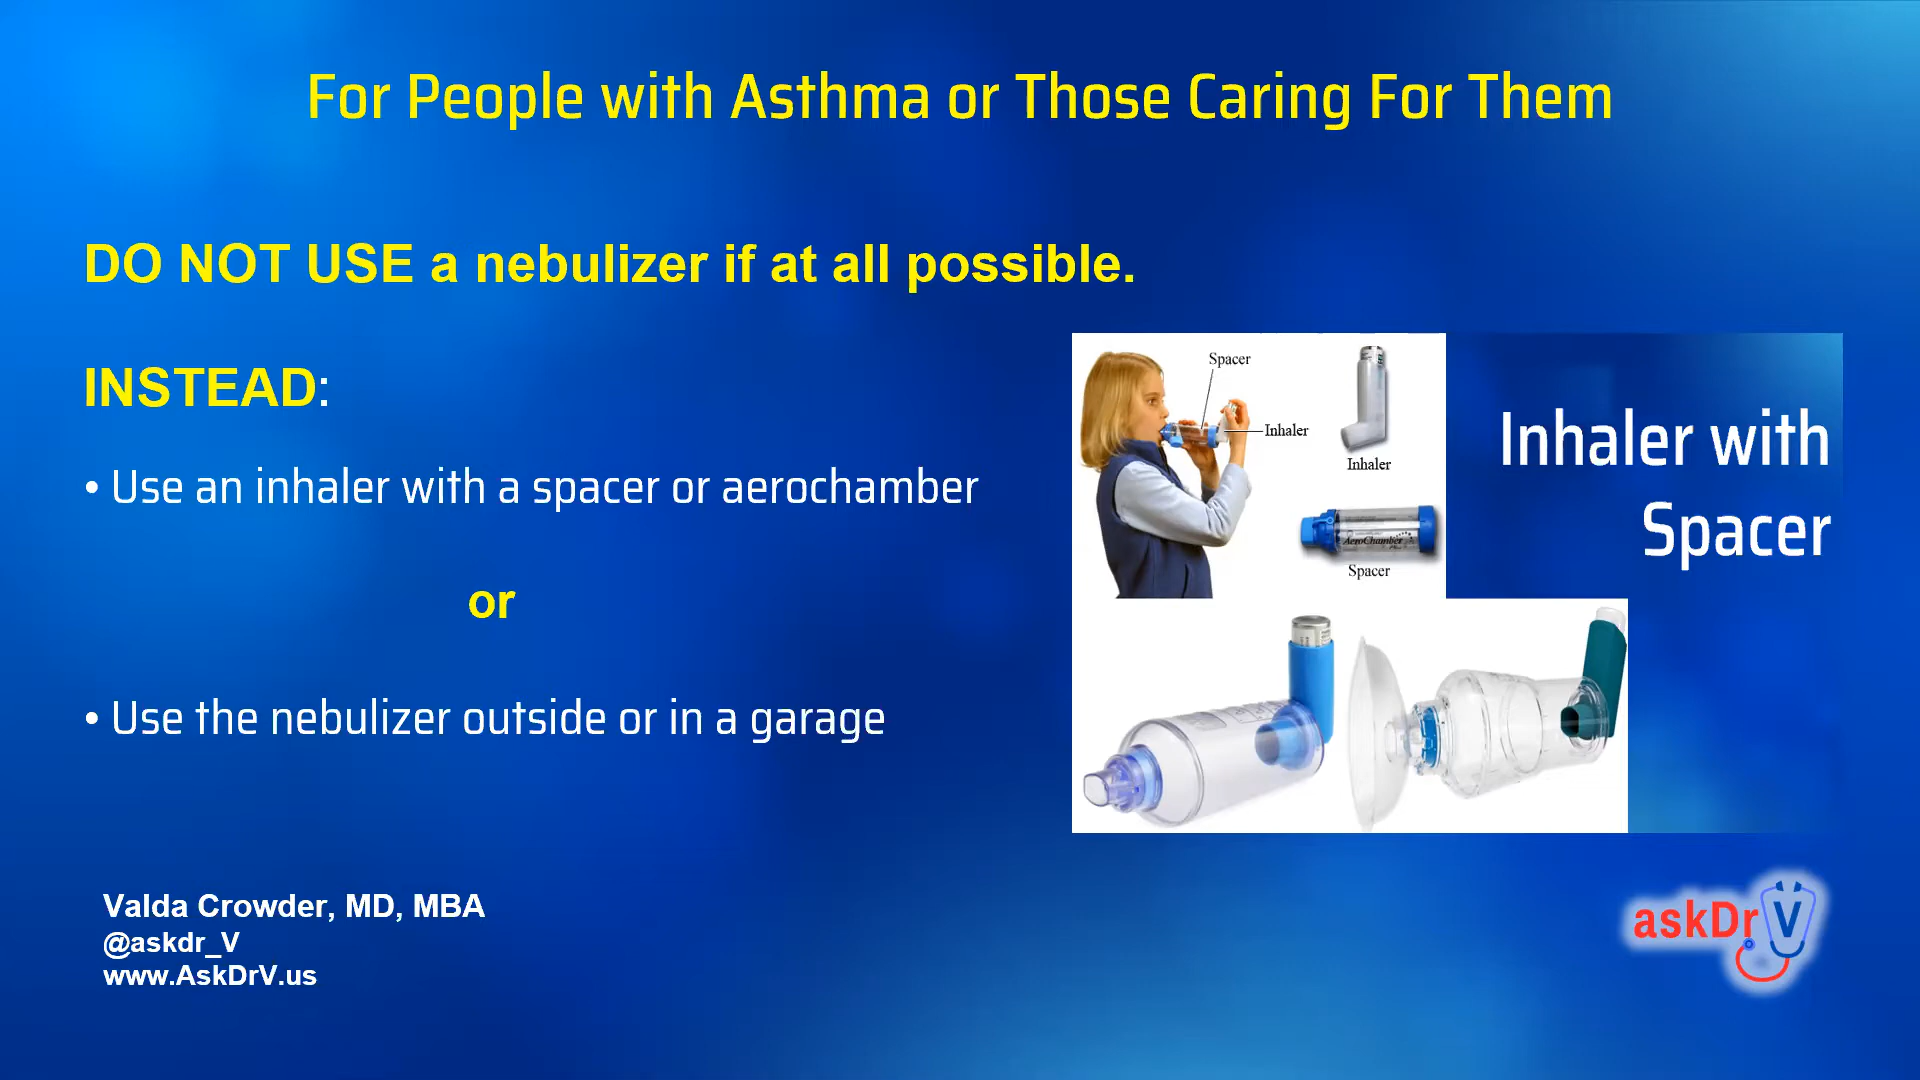 For People with Asthma or Those Caring For Them
DO NOT USE a nebulizer if at all possible.
INSTEAD:
• Use an inhaler with a spacer or aerochamber
or
• Use the nebulizer outside or in a garage
Spacer
Inhaler
Inhaler
AeroChamber
Spacer
Inhaler with
Spacer
Valda Crowder, MD, MBA
@askdr_V
www.AskDrV.us
askDrV